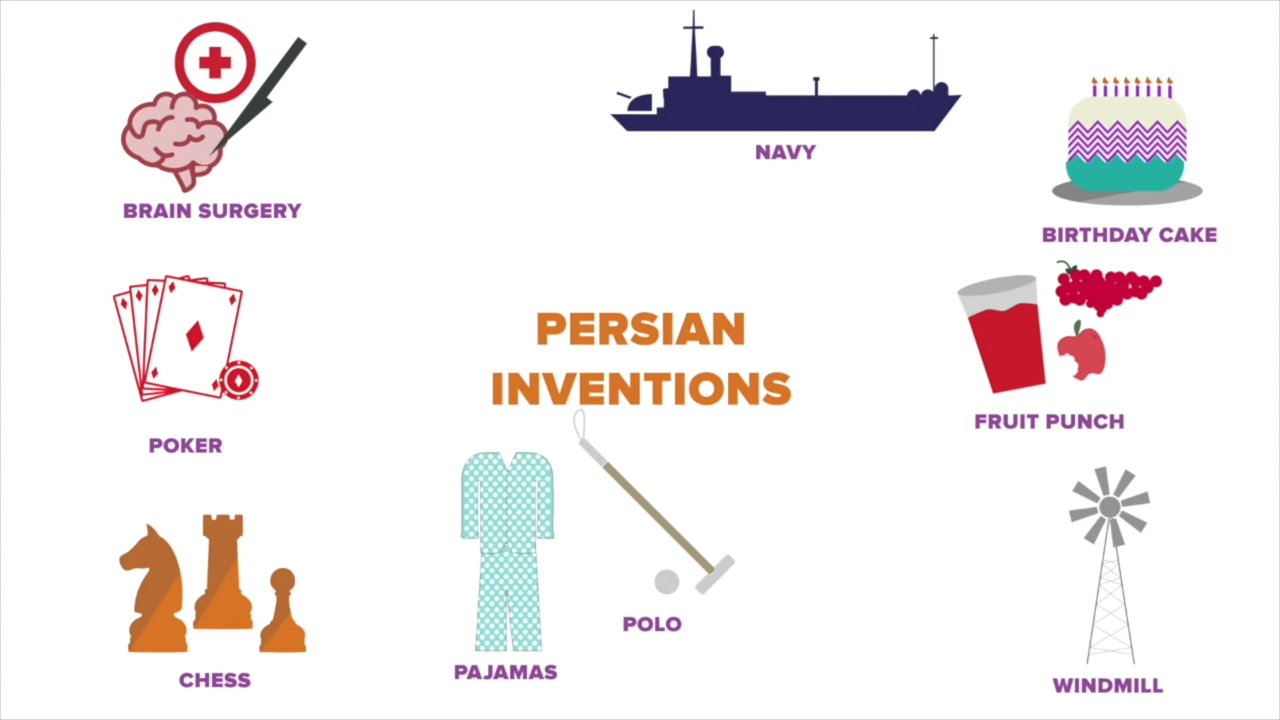 NAVY
BRAIN SURGERY
BIRTHDAY CAKE
PERSIAN
INVENTIONS
POKER
FRUIT PUNCH
CHESS
PAJAMAS
POLO
WINDMILL